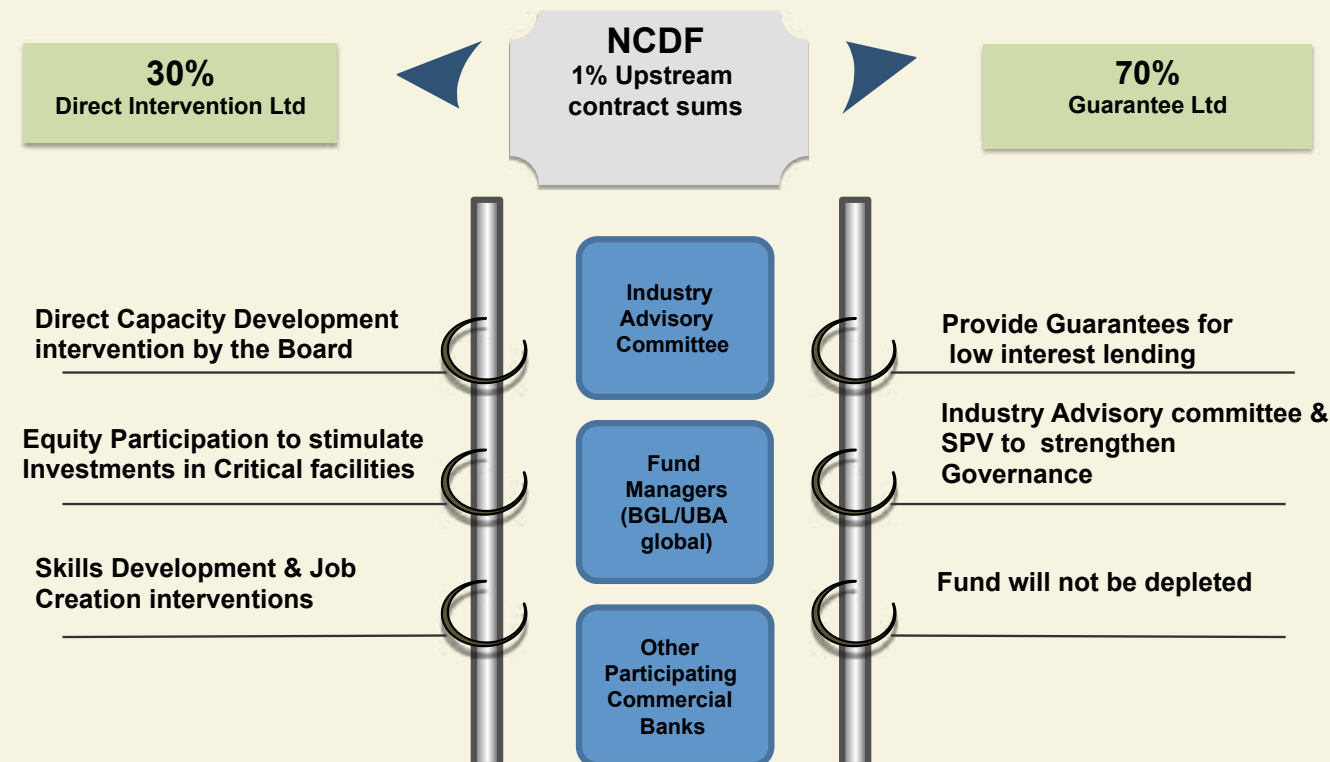 NCDF
1% Upstream
contract sums
30%
Direct Intervention Ltd
70%
Guarantee Ltd
Direct Capacity Development
intervention by the Board
Equity Participation to stimulate
Investments in Critical facilities
Skills Development & Job
Creation interventions
Industry
Advisory
Committee
Fund
Managers
(BGL/UBA
global)
Other
Participating
Commercial
Banks
Provide Guarantees for
low interest lending
Industry Advisory committee &
SPV to strengthen
Governance
Fund will not be depleted